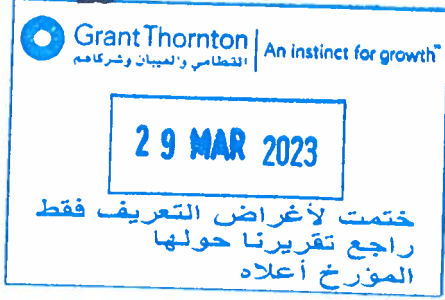 Grant Thornton
القطامي والعيبان وشركاهم
An instinct for growth™
29 MAR 2023
ختمت لأغراض التعريف فقط
راجع تقريرنا حولها
المؤرخ أعلاه